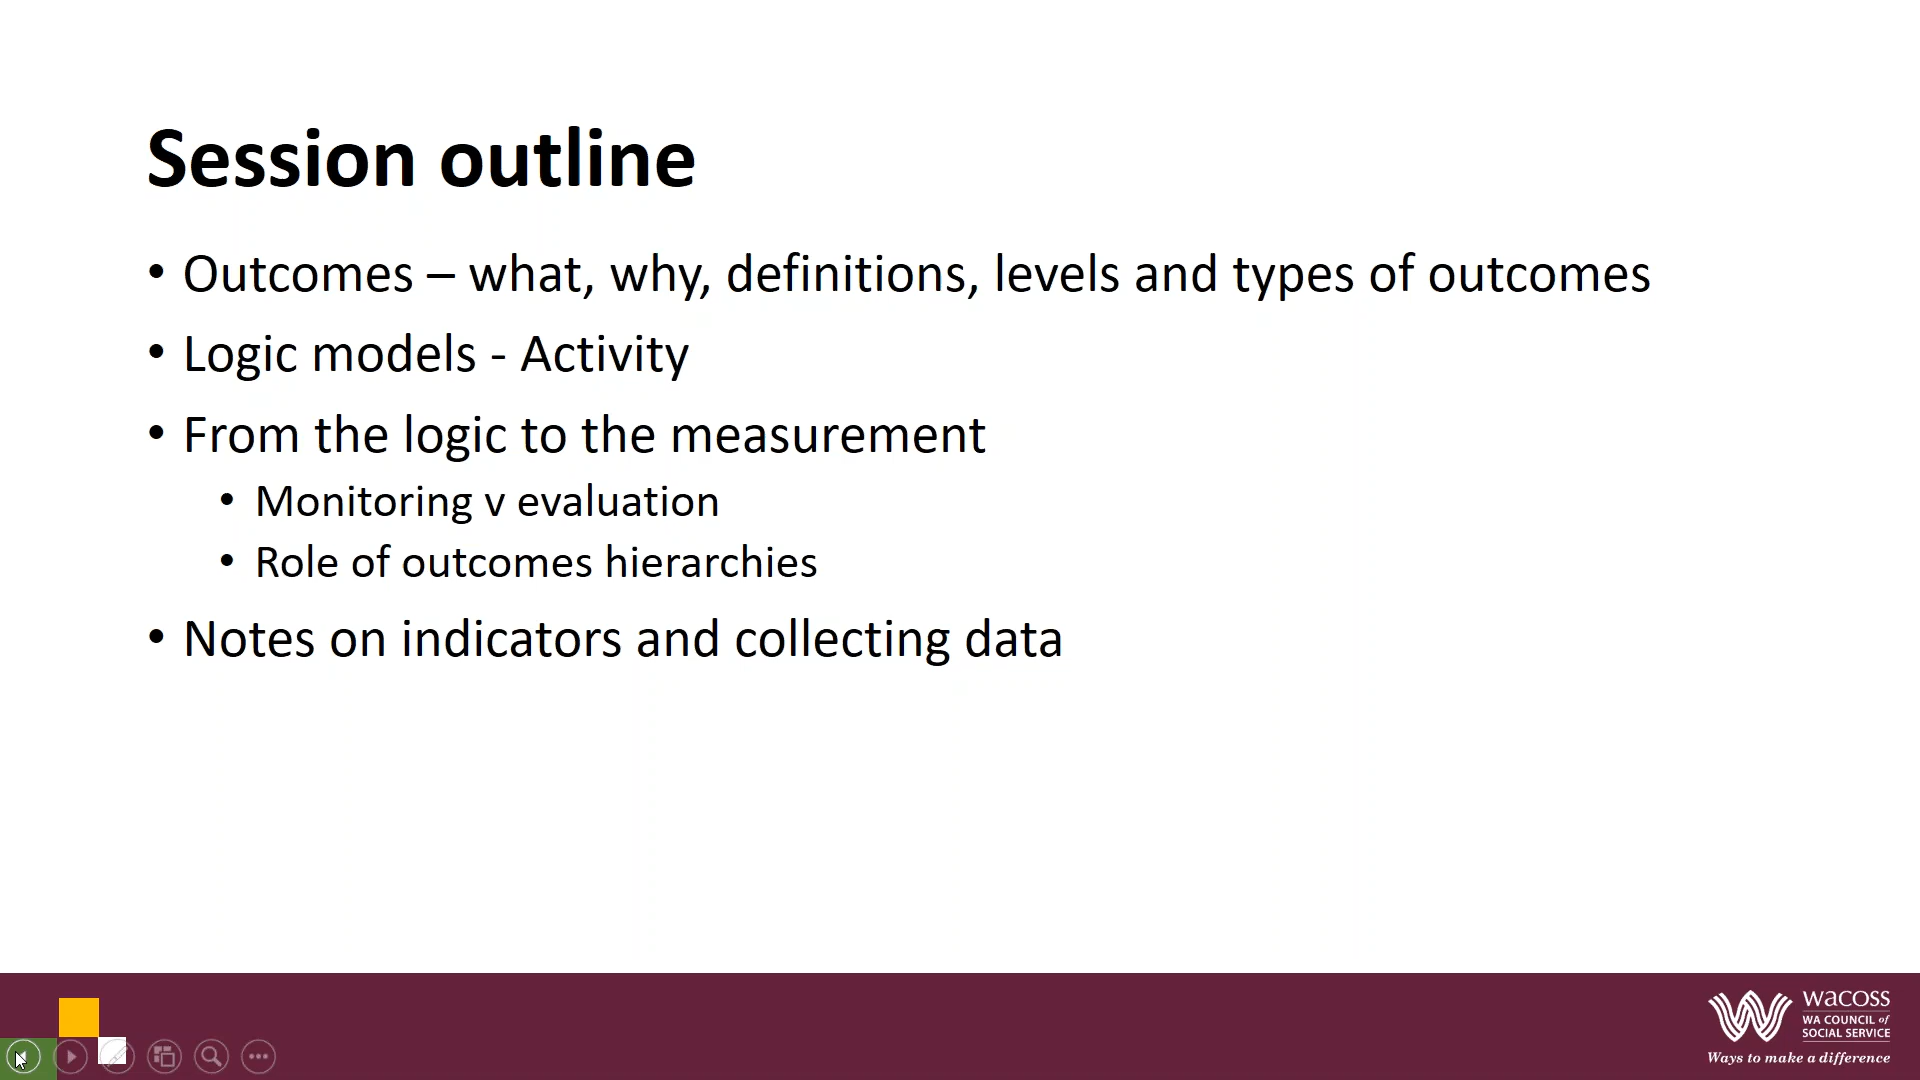 Session outline
• Outcomes – what, why, definitions, levels and types of outcomes
• Logic models - Activity
• From the logic to the measurement
• Monitoring v evaluation
• Role of outcomes hierarchies
• Notes on indicators and collecting data
wacoss
WA COUNCIL of
SOCIAL SERVICE
Ways to make a difference